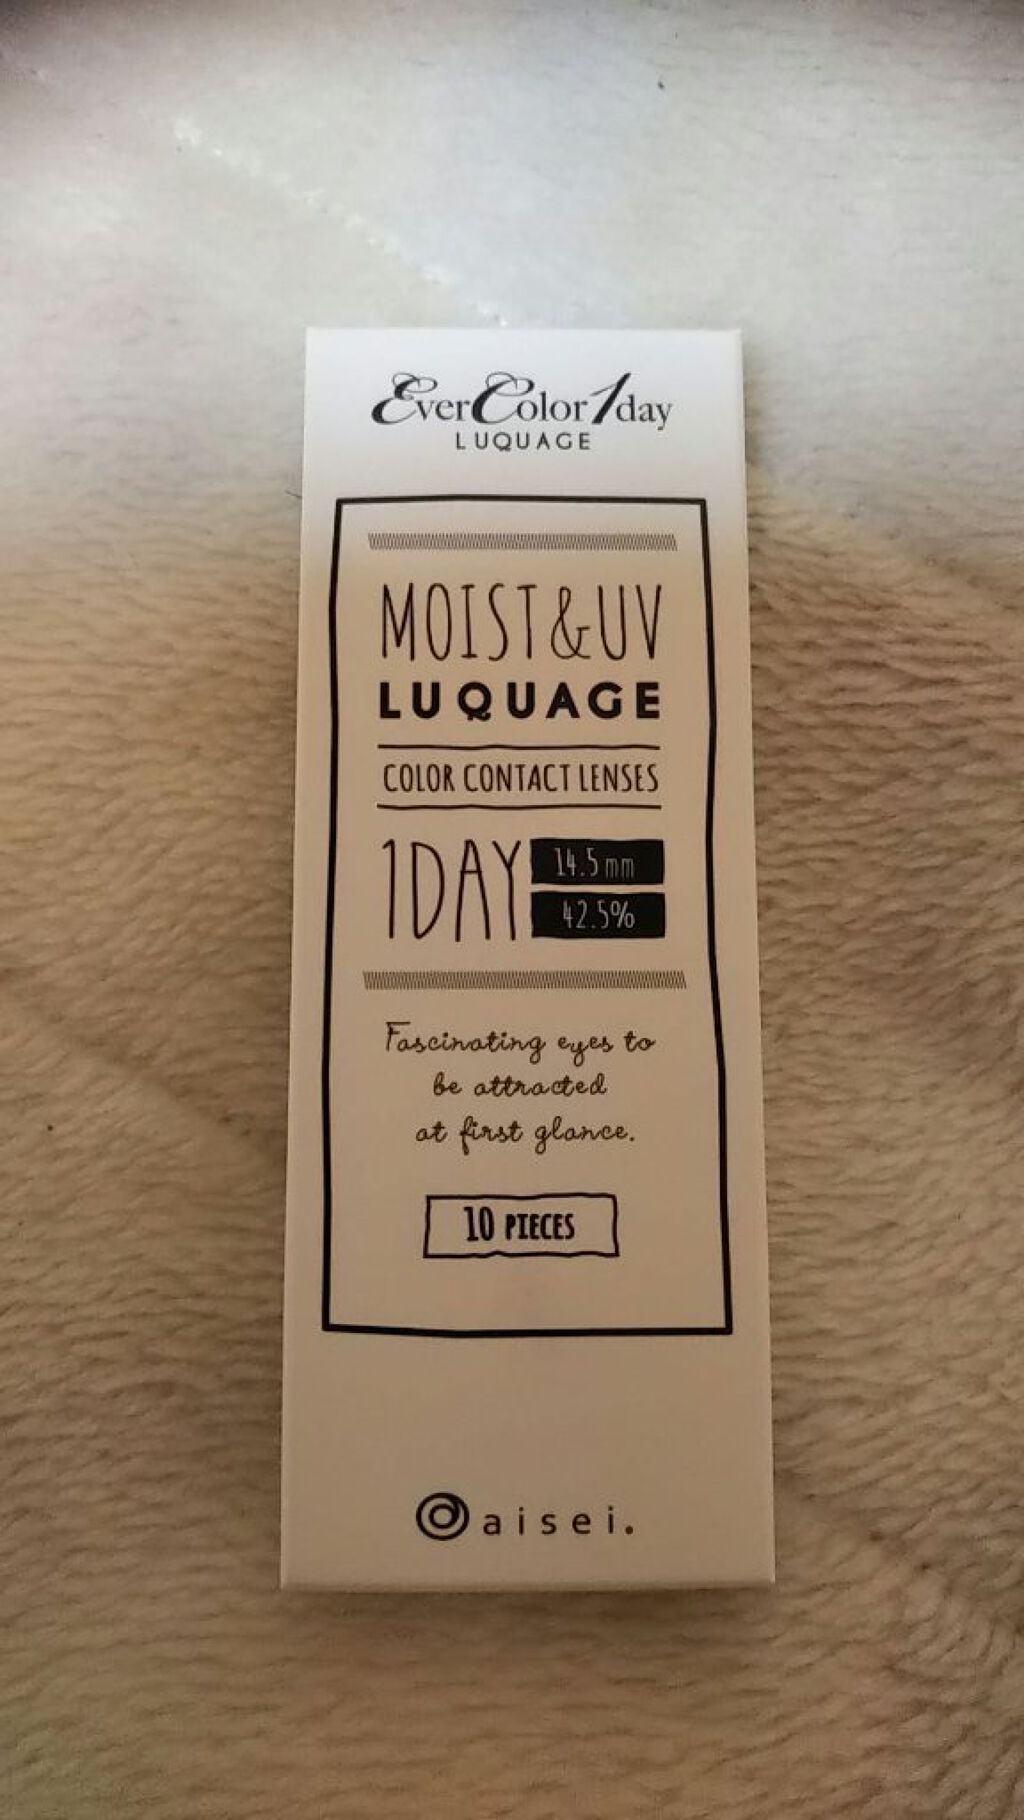 EverColor1day
LUQUAGE
MOIST&UV
LUQUAGE
COLOR CONTACT LENSES
1DAY
14.5mm
42.5%
Fascinating eyes to
be attracted
at first glance.
10 PIECES
aisei.